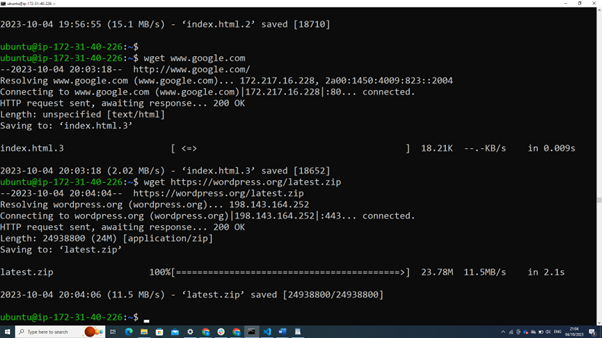 ubuntu@ip-172-31-40-226: ~
2023-10-04 19:56:55 (15.1 MB/s) - ‘index.html.2’ saved [18710]
ubuntu@ip-172-31-40-226:~$
ubuntu@ip-172-31-40-226:~$ wget www.google.com
--2023-10-04 20:03:18-- http://www.google.com/
Resolving www.google.com (www.google.com)... 172.217.16.228, 2a00:1450:4009:823::2004
Connecting to www.google.com (www.google.com)|172.217.16.228|:80... connected.
HTTP request sent, awaiting response... 200 OK
Length: unspecified [text/html]
Saving to: ‘index.html.3’
index.html.3 [ <=> ] 18.21K --.-KB/s in 0.009s
2023-10-04 20:03:18 (2.02 MB/s) - ‘index.html.3’ saved [18652]
ubuntu@ip-172-31-40-226:~$ wget https://wordpress.org/latest.zip
--2023-10-04 20:04:04-- https://wordpress.org/latest.zip
Resolving wordpress.org (wordpress.org)... 198.143.164.252
Connecting to wordpress.org (wordpress.org)|198.143.164.252|:443... connected.
HTTP request sent, awaiting response... 200 OK
Length: 24938800 (24M) [application/zip]
Saving to: ‘latest.zip’
latest.zip 100%[==========================================>] 23.78M 11.5MB/s in 2.1s
2023-10-04 20:04:06 (11.5 MB/s) - ‘latest.zip’ saved [24938800/24938800]
ubuntu@ip-172-31-40-226:~$
Type here to search
ENG
21:04
04/10/2023